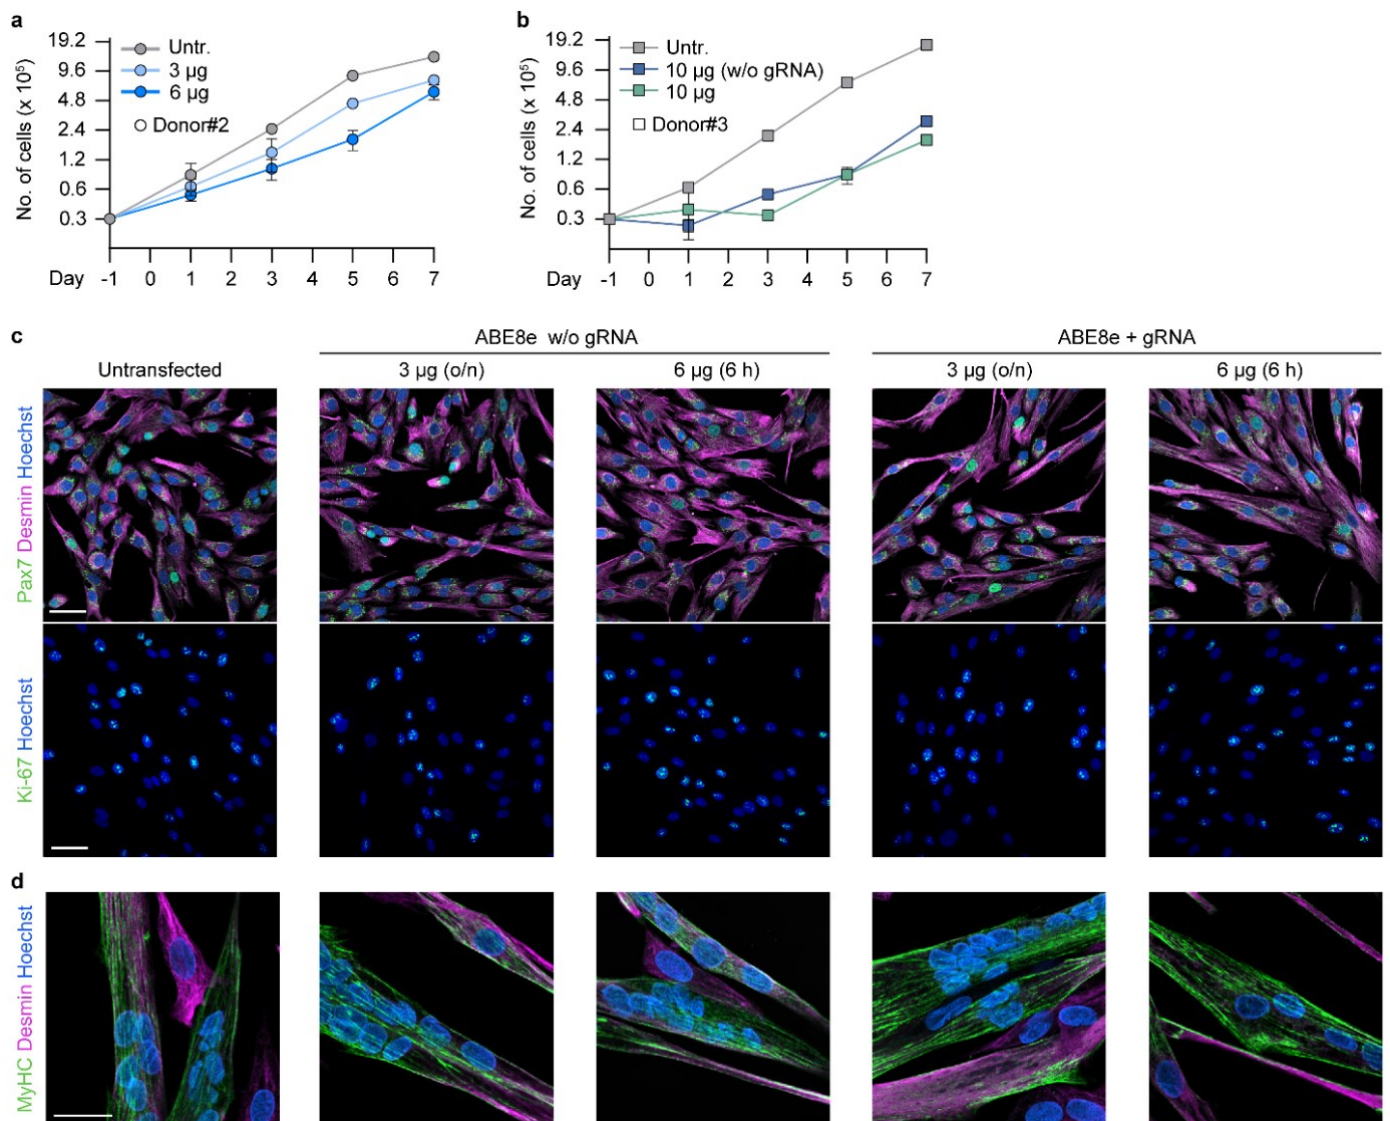 a
19.2
9.6
4.8
2.4
1.2
0.6
0.3
No. of cells (x 10⁵)
Untr.
3 µg
6 µg
Donor#2
Day -1 0 1 2 3 4 5 6 7
b
19.2
9.6
4.8
2.4
1.2
0.6
0.3
No. of cells (x 10⁵)
Untr.
10 µg (w/o gRNA)
10 µg
Donor#3
Day -1 0 1 2 3 4 5 6 7
c
ABE8e w/o gRNA ABE8e + gRNA
Untransfected 3 µg (o/n) 6 µg (6 h) 3 µg (o/n) 6 µg (6 h)
Pax7 Desmin Hoechst
Ki-67 Hoechst
d
MyHC Desmin Hoechst